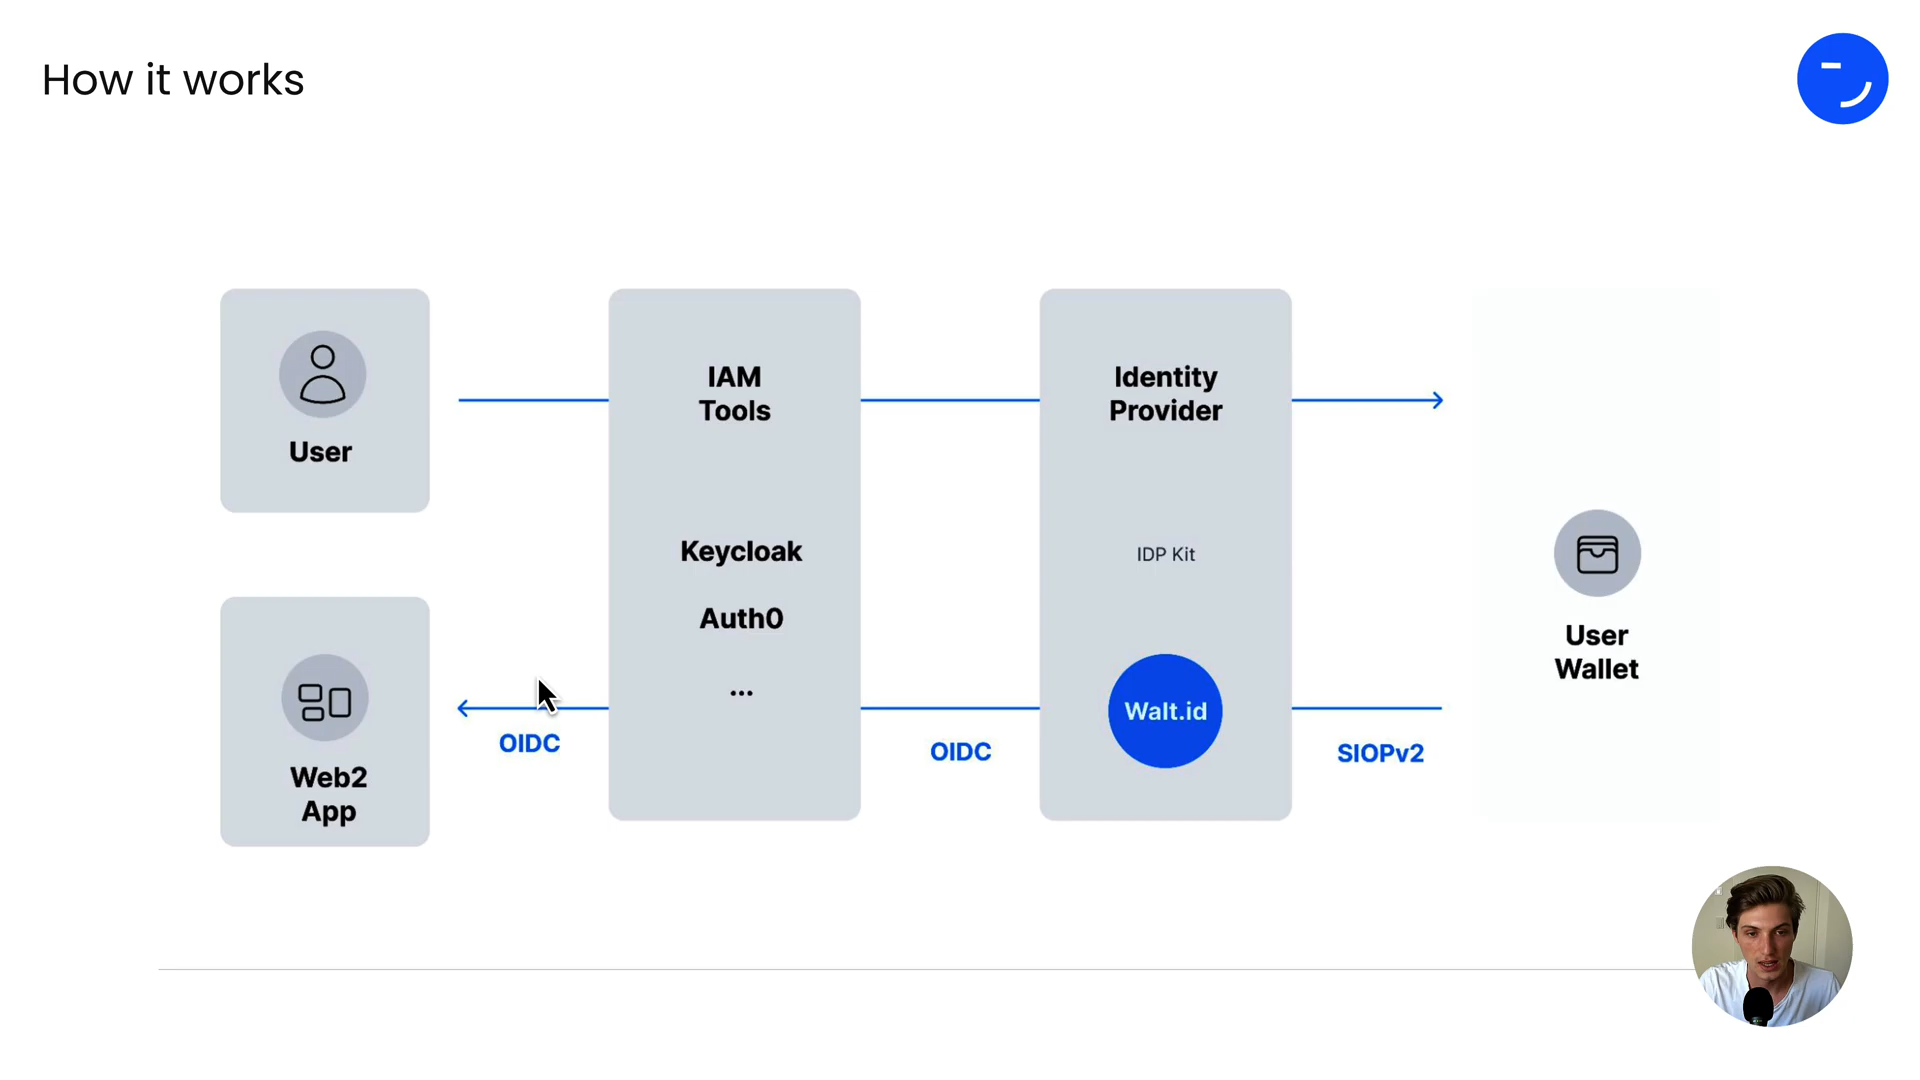 How it works
User
IAM
Tools
Keycloak
Auth0
...
Identity
Provider
IDP Kit
Walt.id
User
Wallet
Web2
App
OIDC
OIDC
SIOPv2